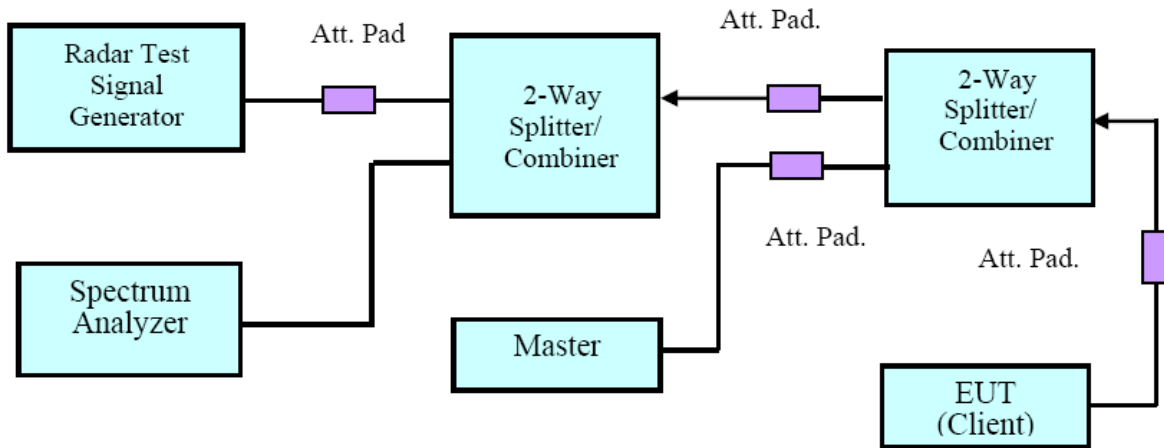 Att. Pad
Att. Pad.
Radar Test
Signal
Generator
2-Way
Splitter/
Combiner
2-Way
Splitter/
Combiner
Att. Pad.
Att. Pad.
Spectrum
Analyzer
Master
EUT
(Client)